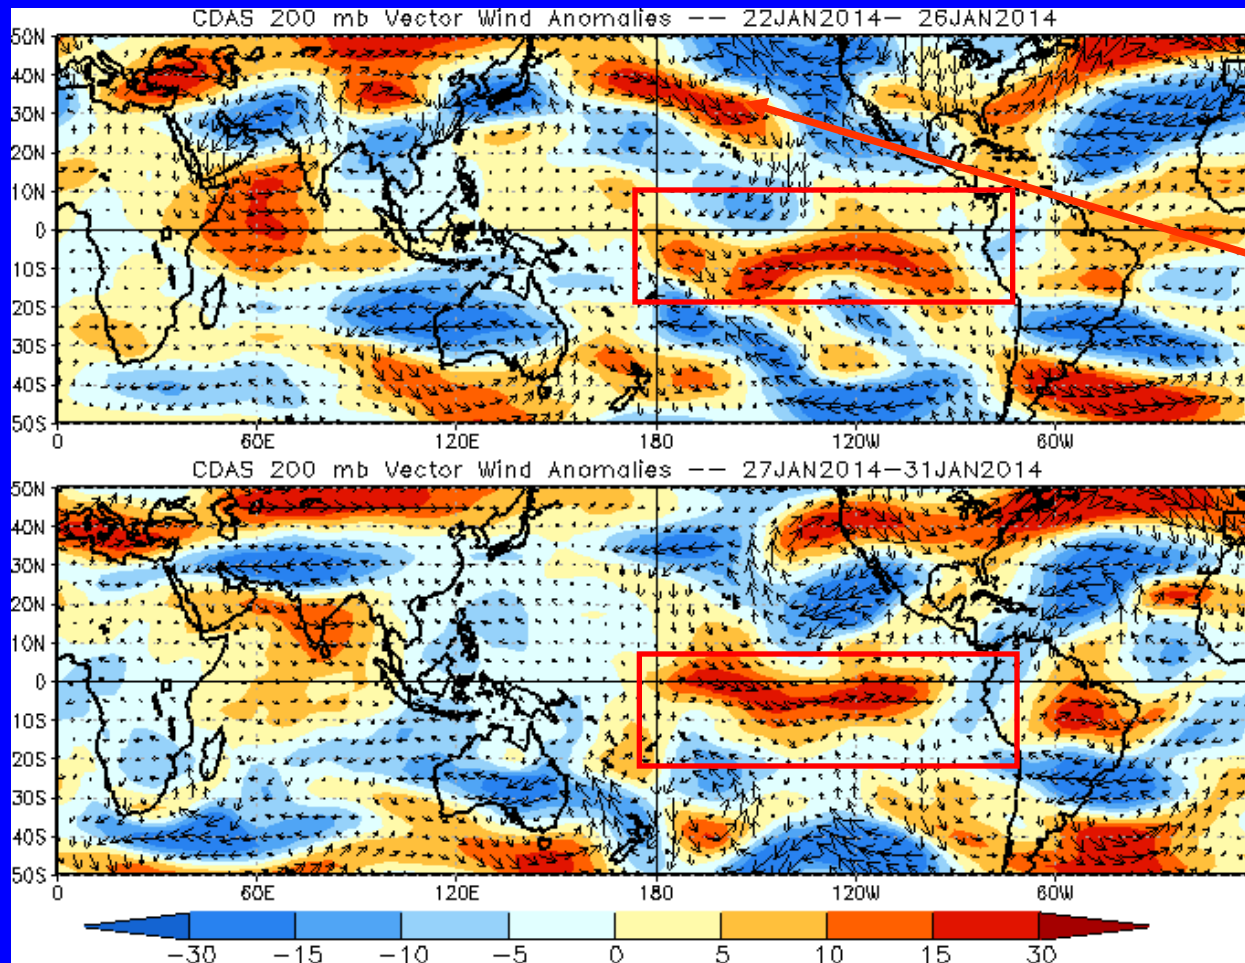 CDAS 200 mb Vector Wind Anomalies -- 22JAN2014- 26JAN2014
50N
40N
30N
20N
10N
0
10S
20S
30S
40S
50S
0 60E 120E 180 120W 60W
CDAS 200 mb Vector Wind Anomalies -- 27JAN2014-31JAN2014
50N
40N
30N
20N
10N
0
10S
20S
30S
40S
50S
0 60E 120E 180 120W 60W
-30 -15 -10 -5 0 5 10 15 30